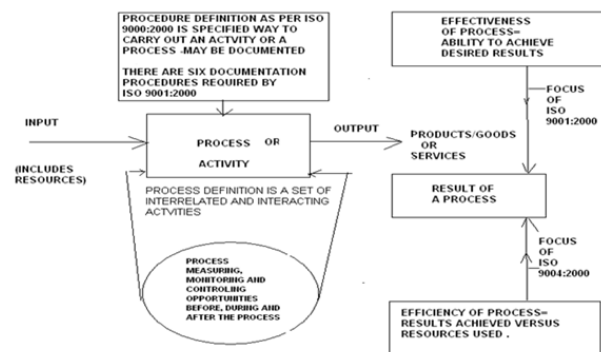 PROCEDURE DEFINITION AS PER ISO
9000:2000 IS SPECIFIED WAY TO
CARRY OUT AN ACTVITY OR A
PROCESS -MAY BE DOCUMENTED
THERE ARE SIX DOCUMENTATION
PROCEDURES REQUIRED BY
ISO 9001:2000
INPUT
(INCLUDES
RESOURCES)
PROCESS OR
ACTIVITY
OUTPUT
PRODUCTS/GOODS
OR
SERVICES
PROCESS DEFINITION IS A SET OF
INTERRELATED AND INTERACTING
ACTVITIES
PROCESS
MEASURING,
MONITORING AND
CONTROLING
OPPORTUNITIES
BEFORE, DURING AND
AFTER THE PROCESS
EFFECTIVENESS
OF PROCESS=
ABILITY TO ACHIEVE
DESIRED RESULTS
FOCUS
OF
ISO
9001:2000
RESULT OF
A PROCESS
FOCUS
OF
ISO
9004:2000
EFFICIENCY OF PROCESS=
RESULTS ACHIEVED VERSUS
RESOURCES USED .